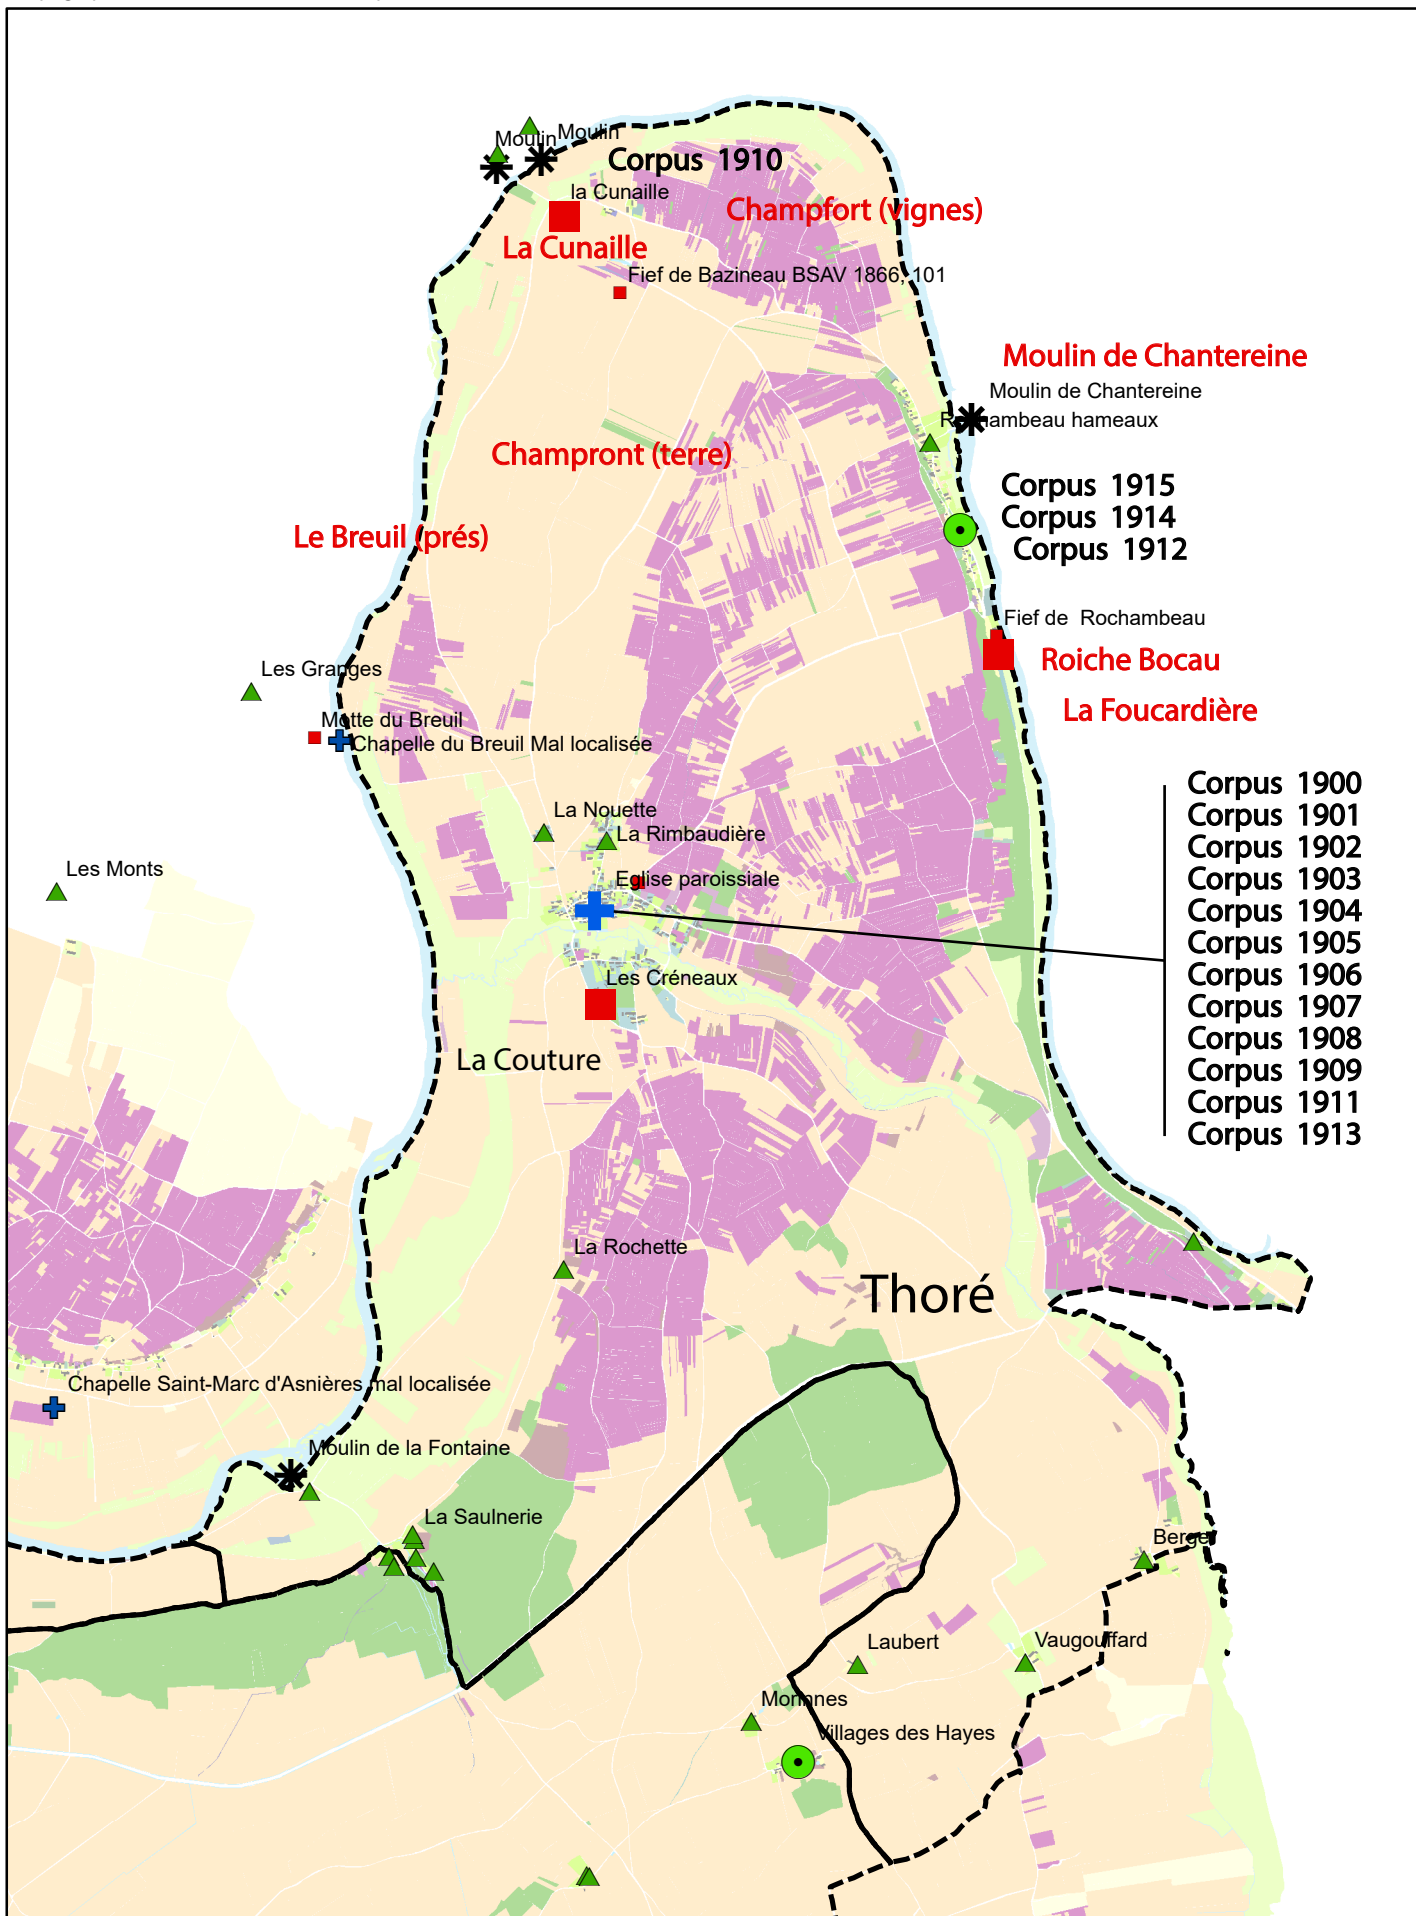 Moulin
Moulin
Corpus 1910
la Cunaille
Champfort (vignes)
La Cunaille
Fief de Bazineau BSAV 1866, 101
Moulin de Chantereine
Moulin de Chantereine
Rochambeau hameaux
Champront (terre)
Corpus 1915
Corpus 1914
Corpus 1912
Le Breuil (prés)
Fief de Rochambeau
Roiche Bocau
Les Granges
La Foucardière
Motte du Breuil
Chapelle du Breuil Mal localisée
Corpus 1900
Corpus 1901
Corpus 1902
Corpus 1903
Corpus 1904
Corpus 1905
Corpus 1906
Corpus 1907
Corpus 1908
Corpus 1909
Corpus 1911
Corpus 1913
La Nouette
La Rimbaudière
Les Monts
Eglise paroissiale
Les Créneaux
La Couture
La Rochette
Thoré
Chapelle Saint-Marc d'Asnières mal localisée
Moulin de la Fontaine
La Saulnerie
Berger
Laubert
Vaugouffard
Morinnes
Villages des Hayes